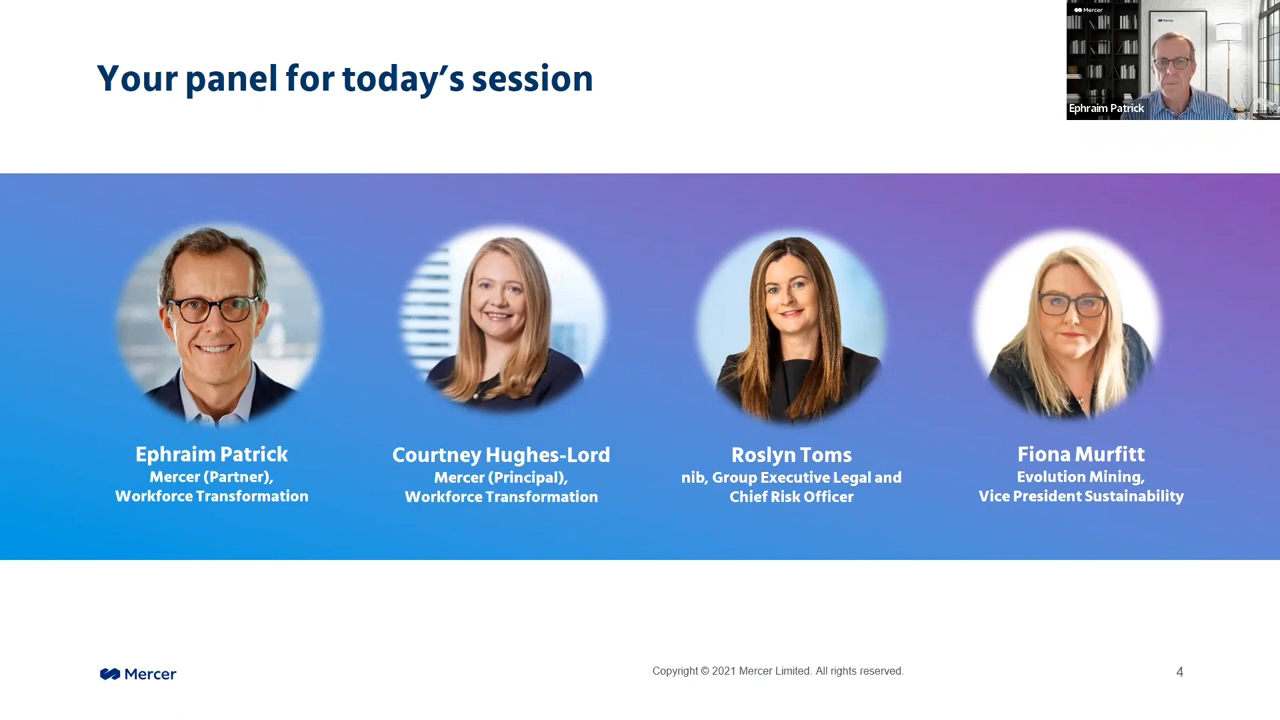 Your panel for today's session
Mercer
Mercer
Ephraim Patrick
Ephraim Patrick
Mercer (Partner),
Workforce Transformation
Courtney Hughes-Lord
Mercer (Principal),
Workforce Transformation
Roslyn Toms
nib, Group Executive Legal and
Chief Risk Officer
Fiona Murfitt
Evolution Mining,
Vice President Sustainability
Mercer
Copyright © 2021 Mercer Limited. All rights reserved.
4